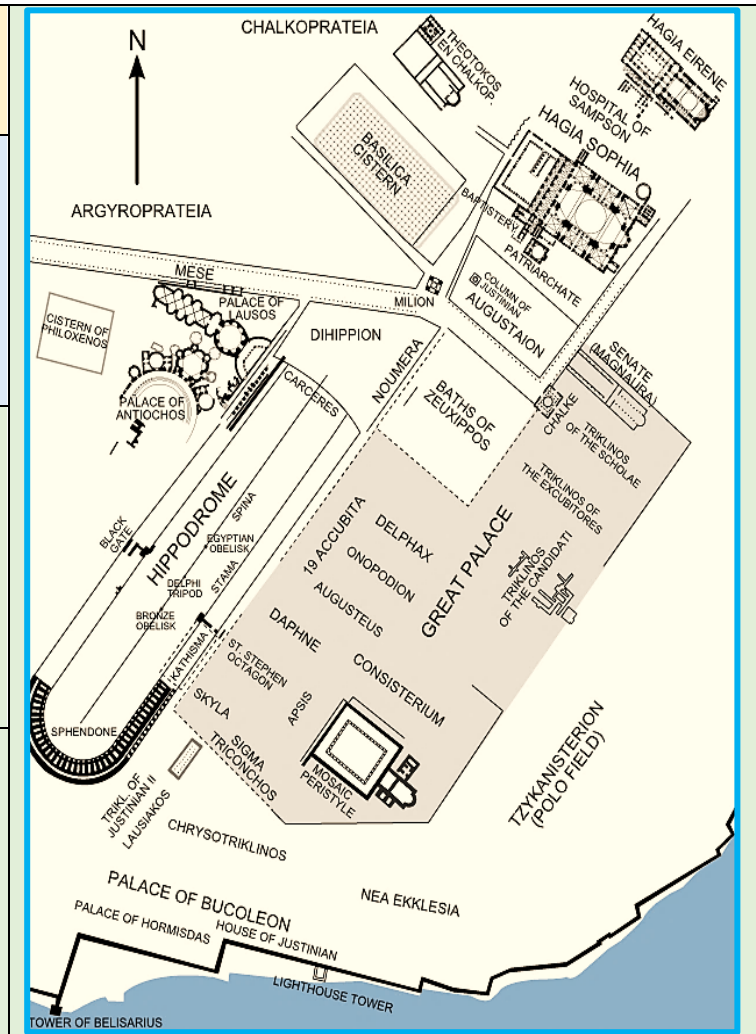 CHALKOPRATEIA
HAGIA EIRENE
N
THEOTOKOS
EN CHALKOP.
HOSPITAL OF
SAMPSON
HAGIA SOPHIA
BASILICA
CISTERN
BAPTISTERY
ARGYROPRATEIA
PATRIARCHATE
MESE
COLUMN OF
JUSTINIAN
AUGUSTAION
PALACE OF
LAUSOS
MILION
CISTERN OF
PHILOXENOS
DIHIPPION
NOUMERA
SENATE
(MAGNAURA)
CARCERES
BATHS OF
ZEUXIPPOS
CHALKE
PALACE OF
ANTIOCHOS
TRIKLINOS
OF THE SCHOLAE
TRIKLINOS OF
THE EXCUBITORES
HIPPODROME
SPINA
BLACK
GATE
EGYPTIAN
OBELISK
19 ACCUBITA
DELPHAX
GREAT PALACE
ONOPODION
TRIKLINOS
OF THE CANDIDATI
DELPHI
TRIPOD
STAMA
AUGUSTEUS
BRONZE
OBELISK
DAPHNE
KATHISMA
ST. STEPHEN
OCTAGON
CONSISTERIUM
SKYLA
APSIS
SPHENDONE
SIGMA
TRICONCHOS
MOSAIC
PERISTYLE
TZYKANISTERION
(POLO FIELD)
TRIKL. OF
JUSTINIAN II
LAUSIAKOS
CHRYSOTRIKLINOS
PALACE OF BUCOLEON
NEA EKKLESIA
PALACE OF HORMISDAS
HOUSE OF JUSTINIAN
LIGHTHOUSE TOWER
TOWER OF BELISARIUS